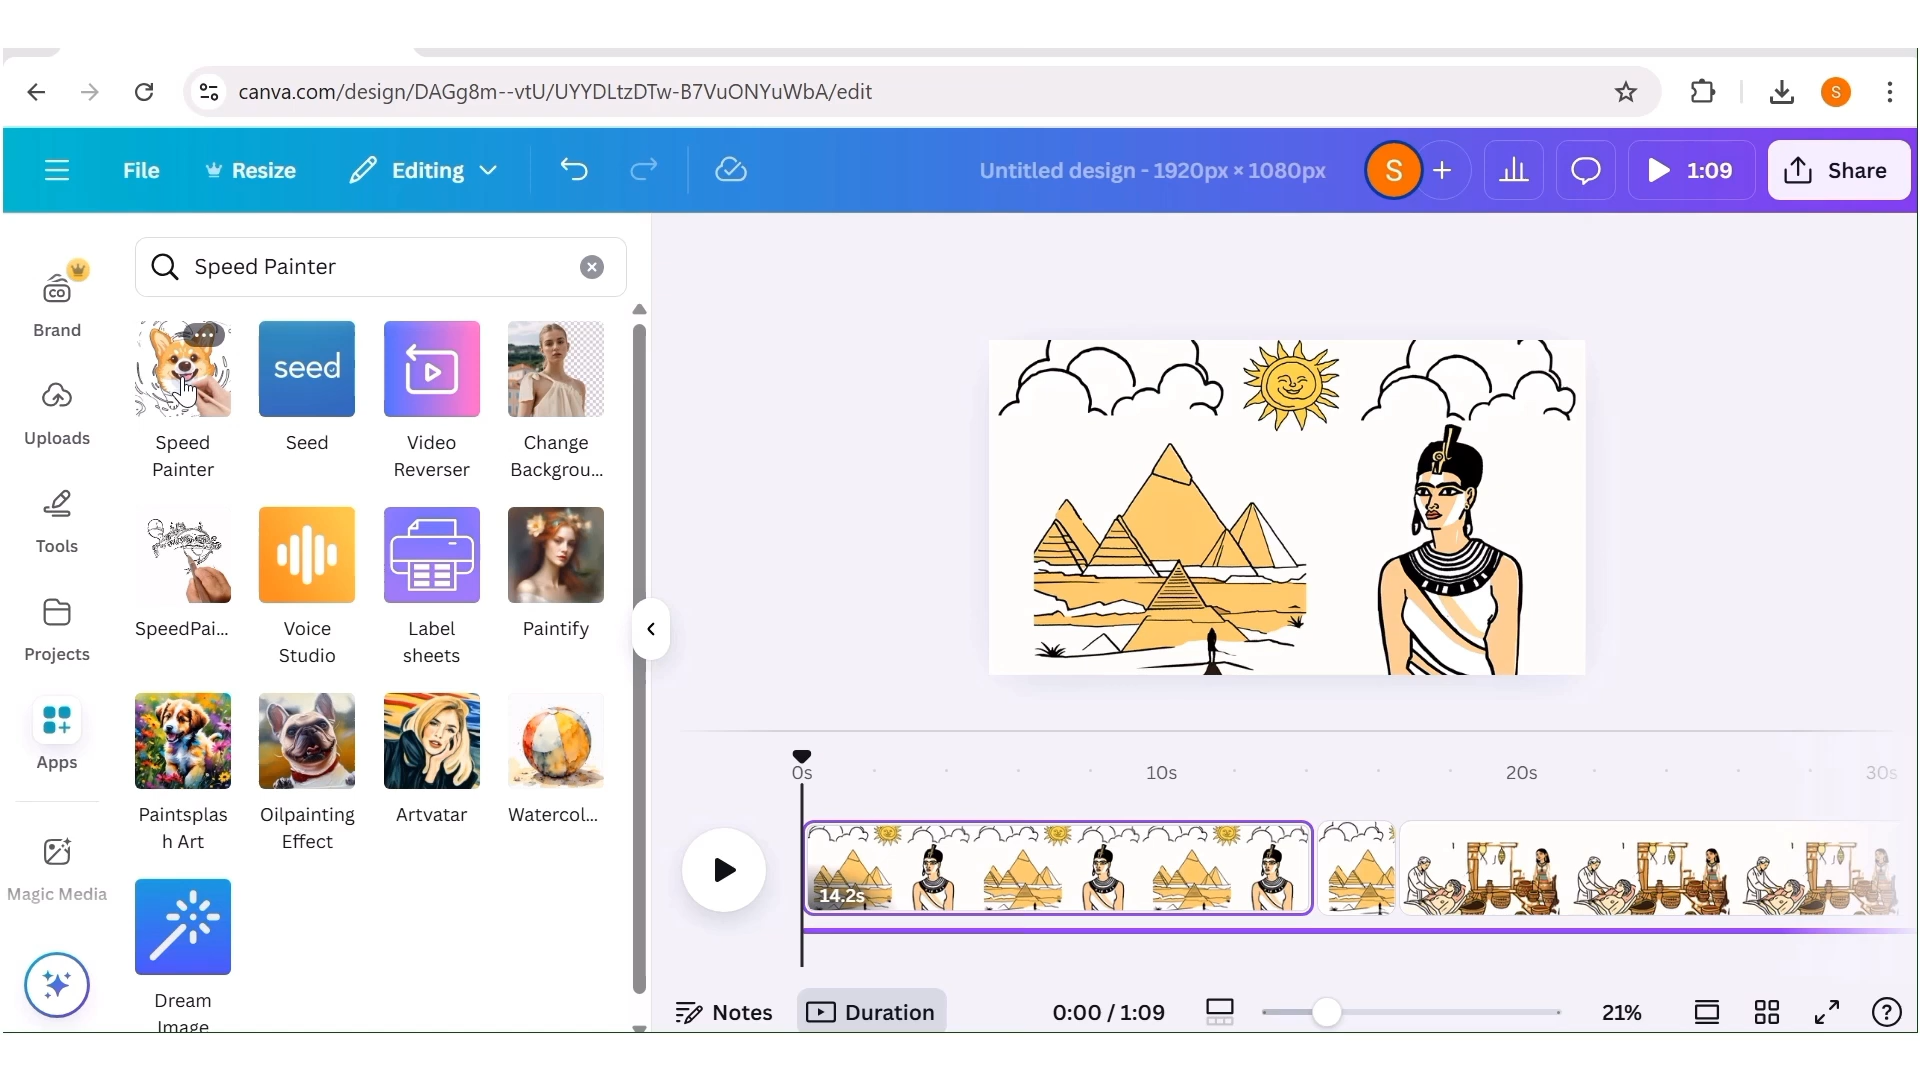 canva.com/design/DAGg8m--vtU/UYYDLtzDTw-B7VuONYuWbA/edit
S
File
Resize
Editing
Untitled design - 1920px × 1080px
S
1:09
Share
Speed Painter
Brand
Uploads
Tools
Projects
Apps
Magic Media
CO
seed
Speed
Painter
Seed
Video
Reverser
Change
Backgrou...
SpeedPai...
Voice
Studio
Label
sheets
Paintify
Paintsplas
h Art
Oilpainting
Effect
Artvatar
Watercol...
Dream
Image
0s
10s
20s
30s
14.2s
Notes
Duration
0:00 / 1:09
21%